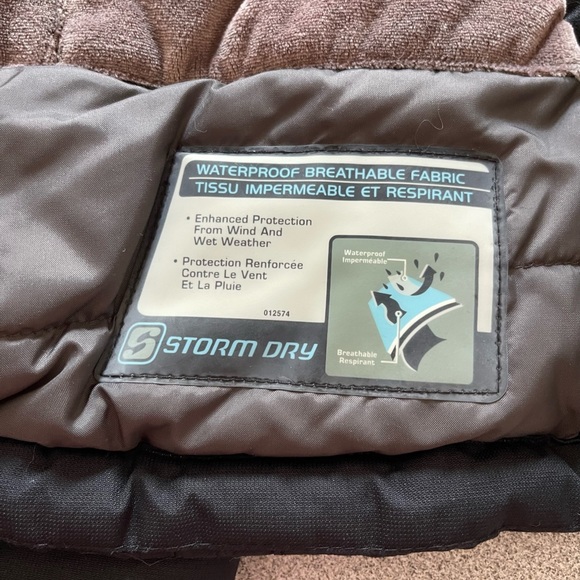 WATERPROOF BREATHABLE FABRIC
TISSU IMPERMEABLE ET RESPIRANT
• Enhanced Protection
From Wind And
Wet Weather
• Protection Renforcée
Contre Le Vent
Et La Pluie
012574
Waterproof
Imperméable
Breathable
Respirant
S STORM DRY